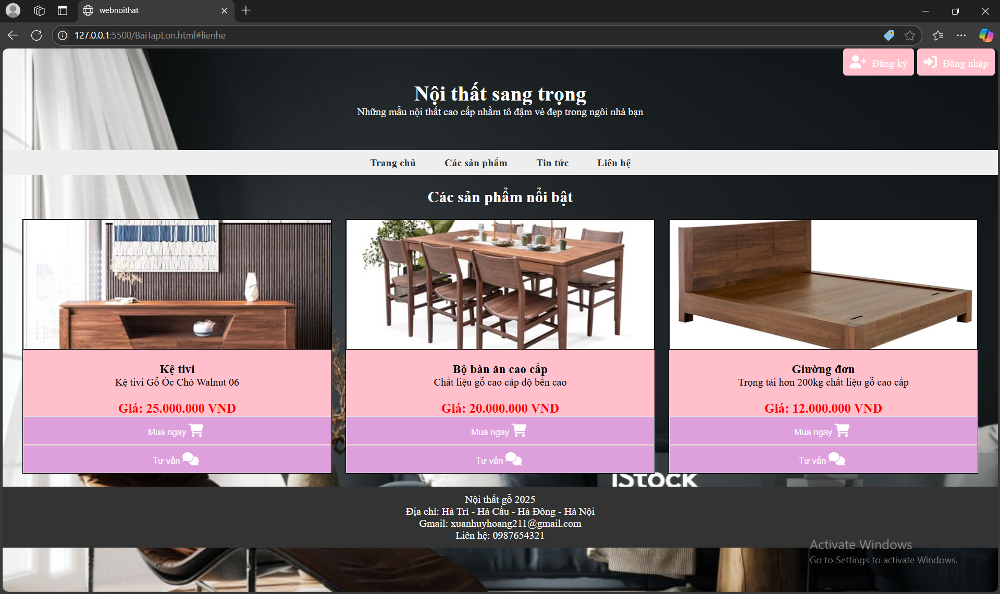 webnoithat
127.0.0.1:5500/BaiTapLon.html#lienhe
Đăng ký
Đăng nhập
Nội thất sang trọng
Những mẫu nội thất cao cấp nhằm tô đậm vẻ đẹp trong ngôi nhà bạn
Trang chủ Các sản phẩm Tin tức Liên hệ
Các sản phẩm nổi bật
Kệ tivi
Kệ tivi Gỗ Óc Chó Walnut 06
Giá: 25.000.000 VND
Mua ngay
Tư vấn
Bộ bàn ăn cao cấp
Chất liệu gỗ cao cấp độ bền cao
Giá: 20.000.000 VND
Mua ngay
Tư vấn
Giường đơn
Trọng tải hơn 200kg chất liệu gỗ cao cấp
Giá: 12.000.000 VND
Mua ngay
Tư vấn
iStock
Nội thất gỗ 2025
Địa chỉ: Hà Trì - Hà Cầu - Hà Đông - Hà Nội
Gmail: xuanhuyhoang211@gmail.com
Liên hệ: 0987654321
Activate Windows
Go to Settings to activate Windows.